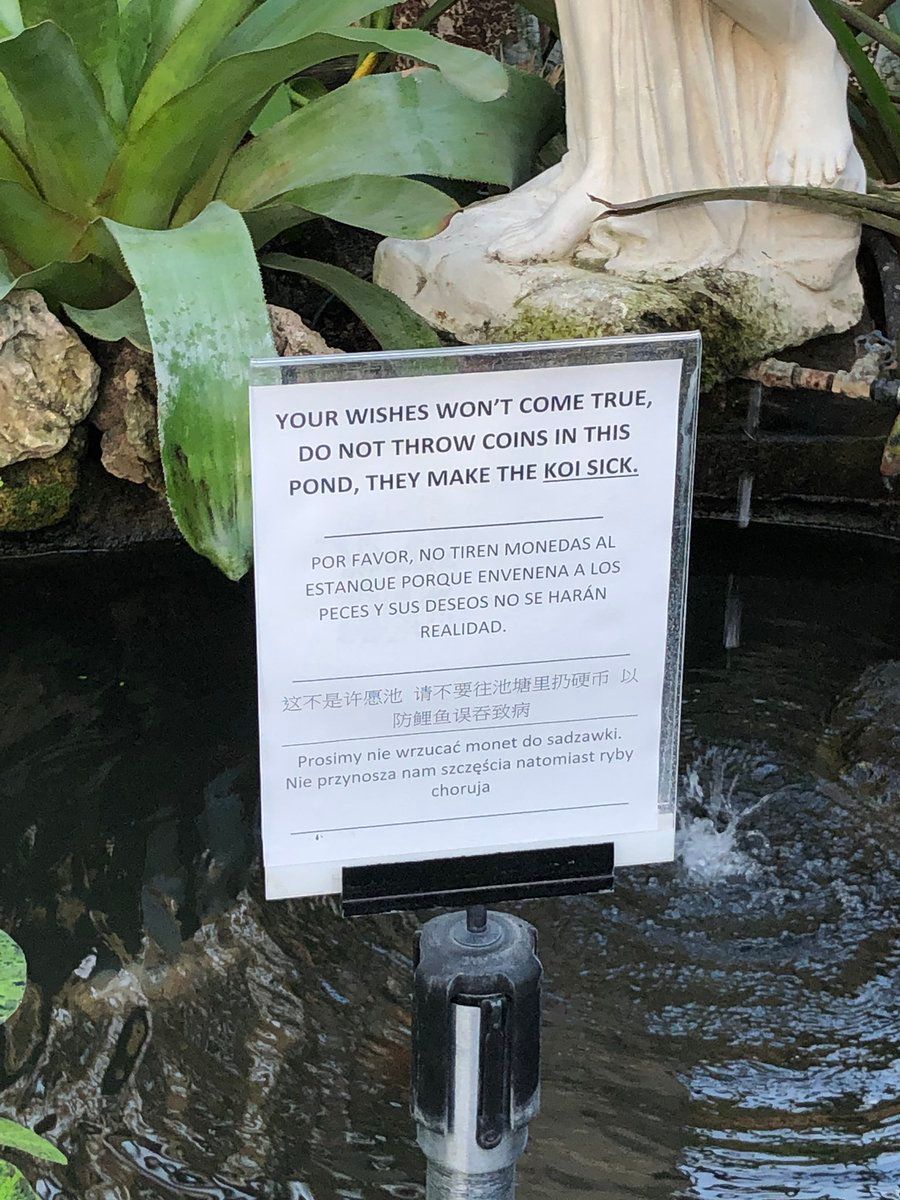 YOUR WISHES WON'T COME TRUE,
DO NOT THROW COINS IN THIS
POND, THEY MAKE THE KOI SICK.
POR FAVOR, NO TIREN MONEDAS AL
ESTANQUE PORQUE ENVENENA A LOS
PECES Y SUS DESEOS NO SE HARÁN
REALIDAD.
这不是许愿池 请不要往池塘里扔硬币 以
防鲤鱼误吞致病
Prosimy nie wrzucać monet do sadzawki.
Nie przynosza nam szczęścia natomiast ryby
choruja